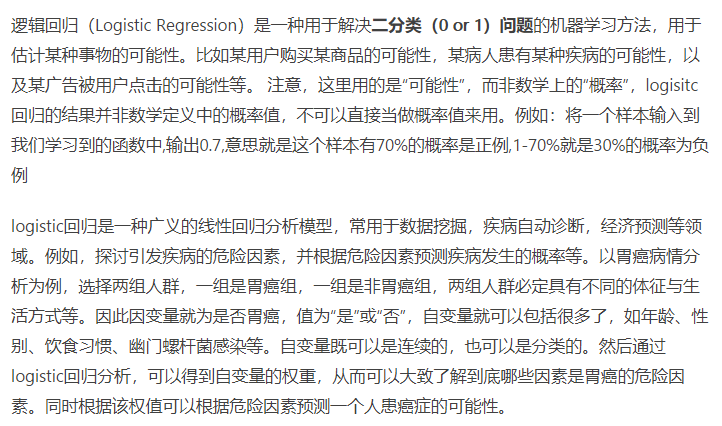 逻辑回归（Logistic Regression）是一种用于解决二分类（0 or 1）问题的机器学习方法，用于
估计某种事物的可能性。比如某用户购买某商品的可能性，某病人患有某种疾病的可能性，以
及某广告被用户点击的可能性等。 注意，这里用的是“可能性”，而非数学上的“概率”，logisitc
回归的结果并非数学定义中的概率值，不可以直接当做概率值来用。例如：将一个样本输入到
我们学习到的函数中,输出0.7,意思就是这个样本有70%的概率是正例,1-70%就是30%的概率为负
例
logistic回归是一种广义的线性回归分析模型，常用于数据挖掘，疾病自动诊断，经济预测等领
域。例如，探讨引发疾病的危险因素，并根据危险因素预测疾病发生的概率等。以胃癌病情分
析为例，选择两组人群，一组是胃癌组，一组是非胃癌组，两组人群必定具有不同的体征与生
活方式等。因此因变量就为是否胃癌，值为“是”或“否”，自变量就可以包括很多了，如年龄、性
别、饮食习惯、幽门螺杆菌感染等。自变量既可以是连续的，也可以是分类的。然后通过
logistic回归分析，可以得到自变量的权重，从而可以大致了解到底哪些因素是胃癌的危险因
素。同时根据该权值可以根据危险因素预测一个人患癌症的可能性。